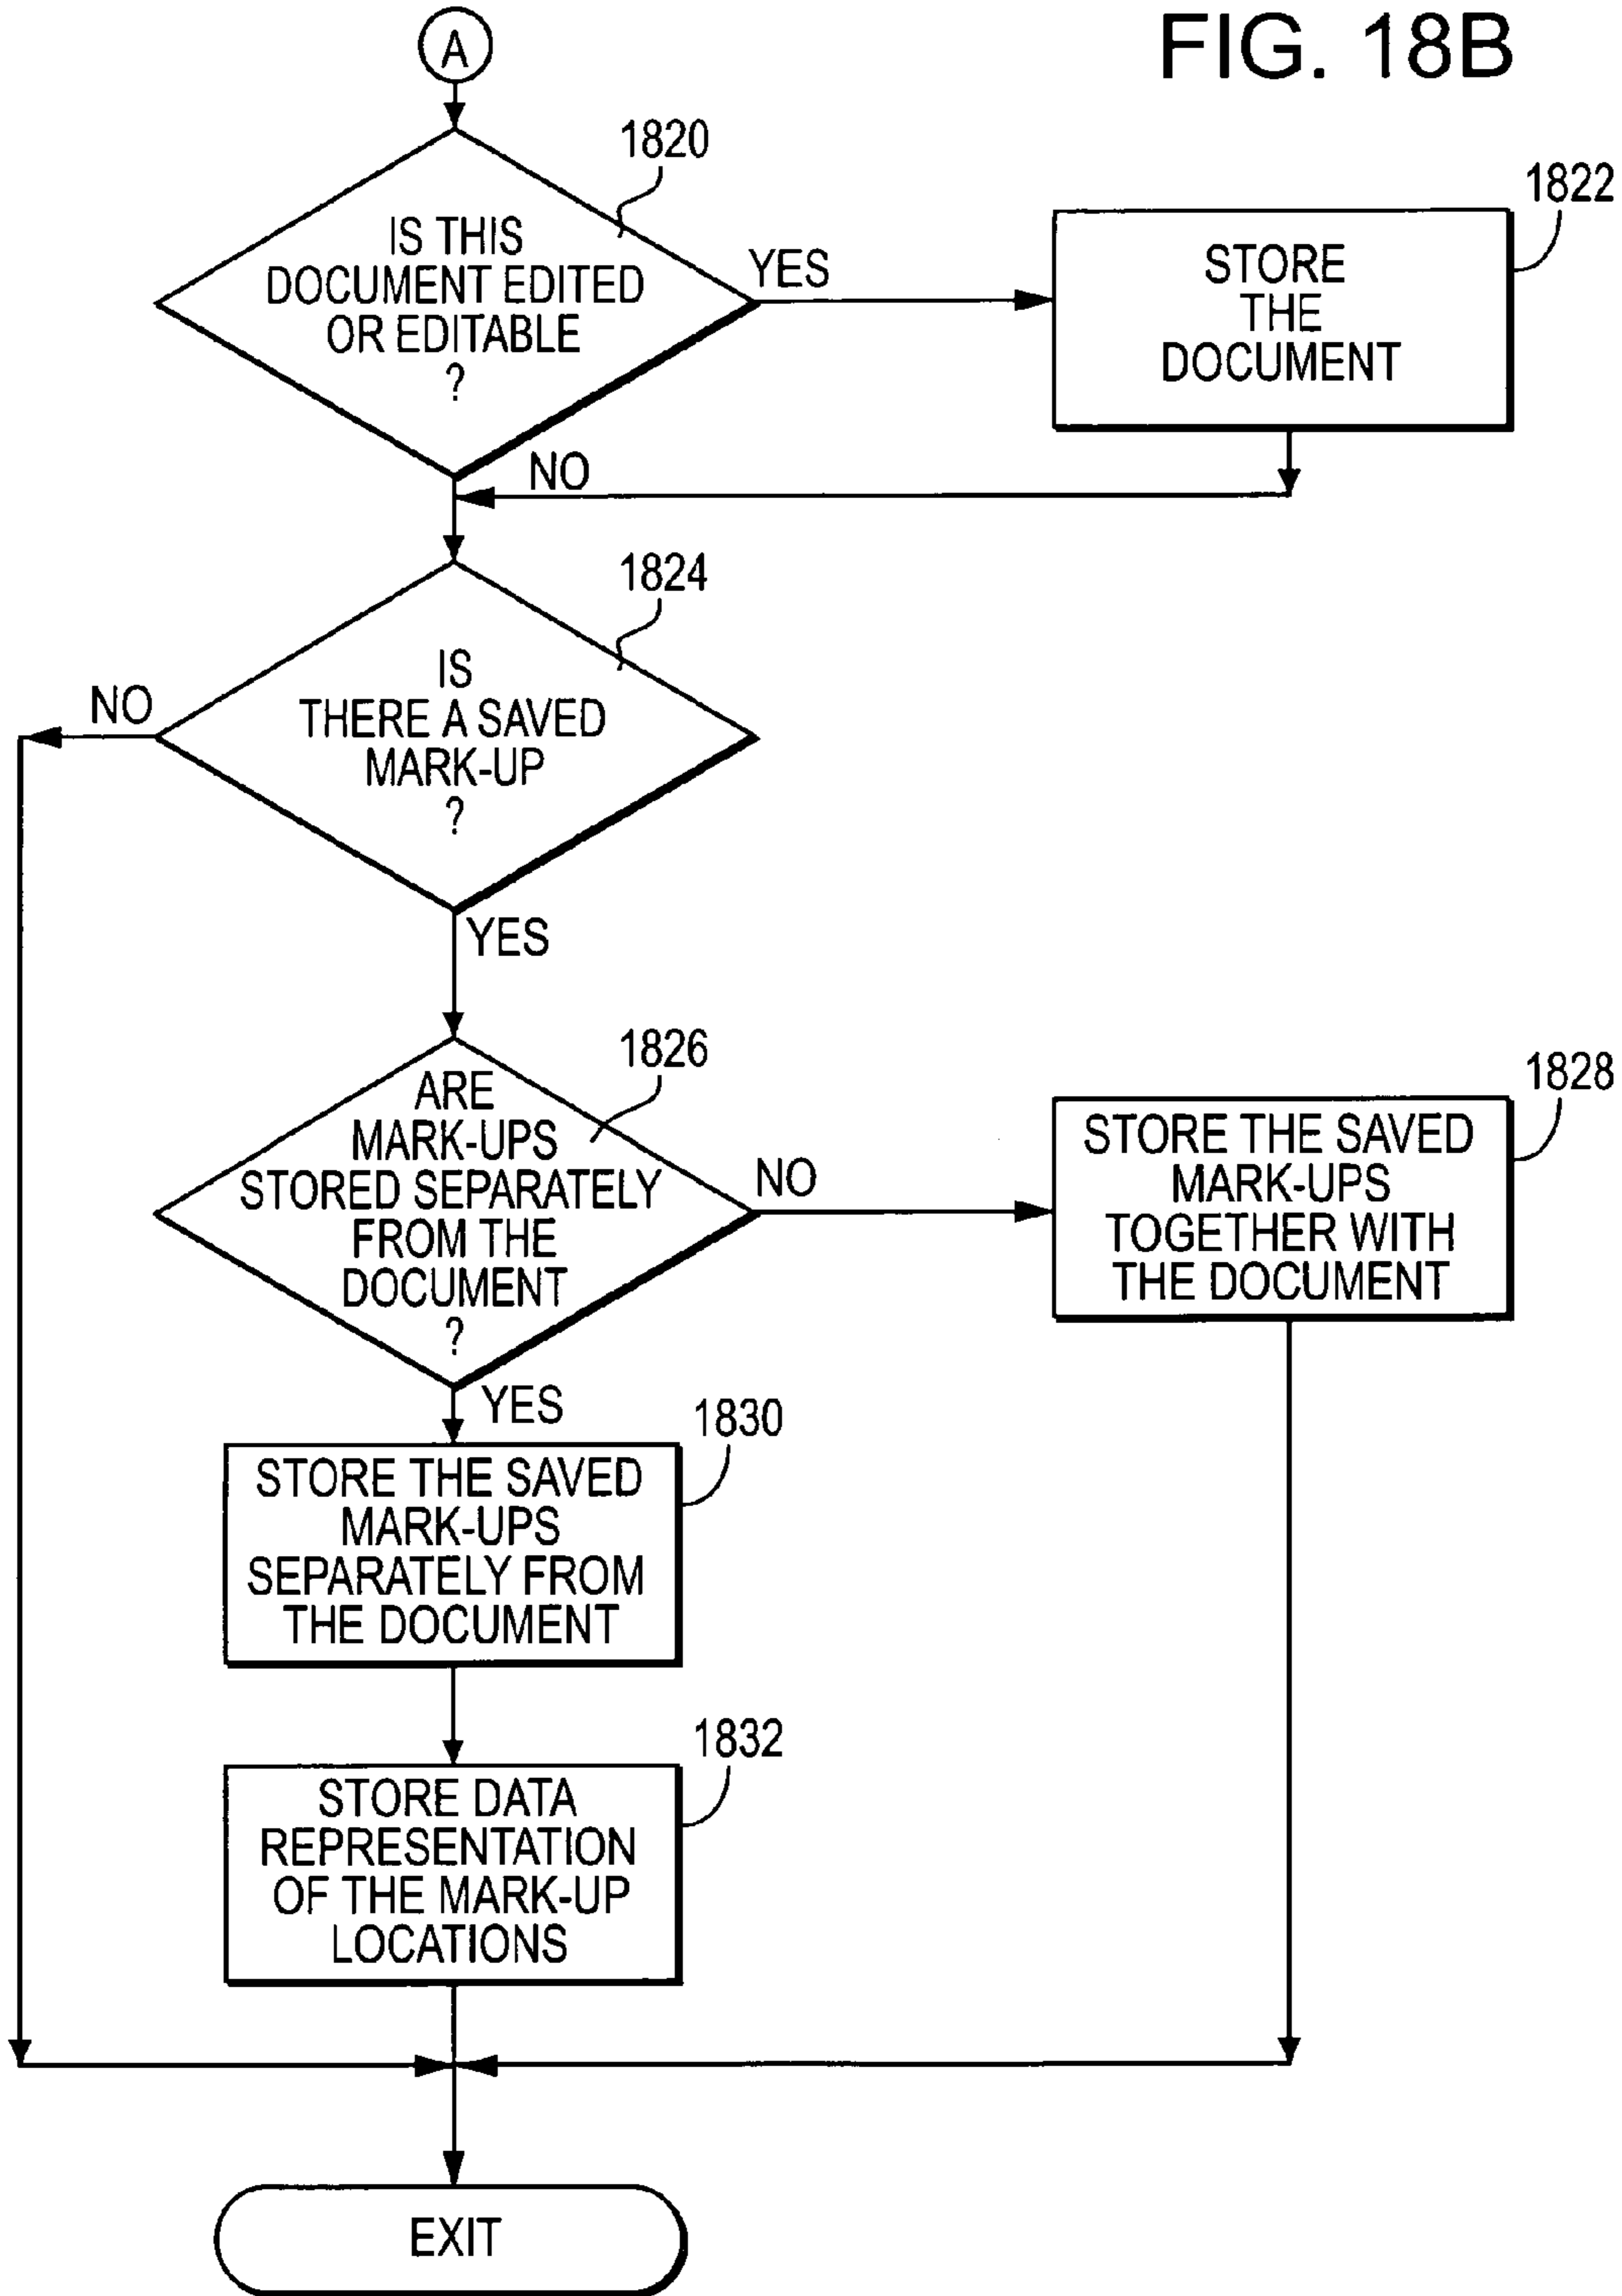 FIG. 18B
A
1820
IS THIS
DOCUMENT EDITED
OR EDITABLE
?
YES
1822
STORE
THE
DOCUMENT
NO
1824
IS
THERE A SAVED
MARK-UP
?
NO
YES
1826
ARE
MARK-UPS
STORED SEPARATELY
FROM THE
DOCUMENT
?
NO
1828
STORE THE SAVED
MARK-UPS
TOGETHER WITH
THE DOCUMENT
YES
1830
STORE THE SAVED
MARK-UPS
SEPARATELY FROM
THE DOCUMENT
1832
STORE DATA
REPRESENTATION
OF THE MARK-UP
LOCATIONS
EXIT